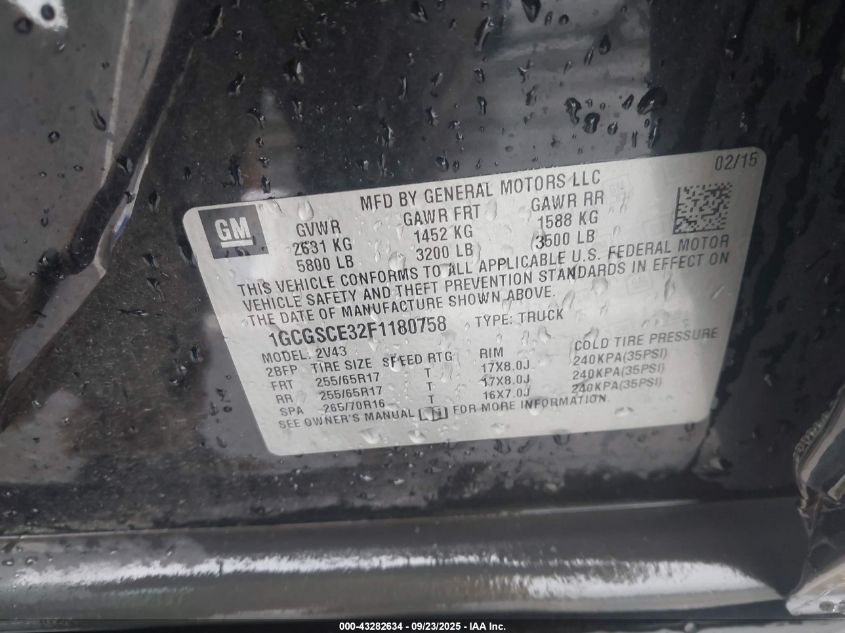 02/15
MFD BY GENERAL MOTORS LLC
GM
GVWR GAWR FRT GAWR RR
2631 KG 1452 KG 1588 KG
5800 LB 3200 LB 3500 LB
THIS VEHICLE CONFORMS TO ALL APPLICABLE U.S. FEDERAL MOTOR
VEHICLE SAFETY AND THEFT PREVENTION STANDARDS IN EFFECT ON
THE DATE OF MANUFACTURE SHOWN ABOVE.
1GCGSCE32F1180758 TYPE: TRUCK
MODEL: 2V43
2BFP TIRE SIZE SPEED RTG RIM COLD TIRE PRESSURE
FRT 255/65R17 T 17X8.0J 240KPA(35PSI)
RR 255/65R17 T 17X8.0J 240KPA(35PSI)
SPA 265/70R16 T 16X7.0J 240KPA(35PSI)
SEE OWNER'S MANUAL FOR MORE INFORMATION.
000-43282634 - 09/23/2025 - IAA Inc.